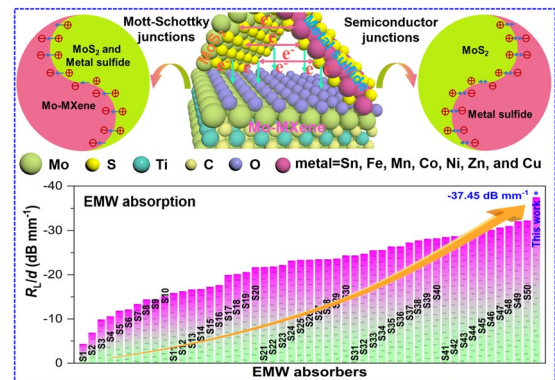 Mott-Schottky
junctions
Semiconductor
junctions
MoS2
Metal sulfide
e-
e-
e-
e-
Mo-MXene
MoS2 and
Metal sulfide
Mo-MXene
MoS2
Metal sulfide
Mo S Ti C O metal=Sn, Fe, Mn, Co, Ni, Zn, and Cu
EMW absorption
-37.45 dB mm-1
This work *
RL/d (dB mm-1)
-40
-30
-20
-10
0
S1 S2 S3 S4 S5 S6 S7 S8 S9 S10 S11 S12 S13 S14 S15 S16 S17 S18 S19 S20 S21 S22 S23 S24 S25 S28 S30 S31 S32 S33 S34 S35 S36 S37 S38 S39 S40 S41 S42 S43 S44 S45 S46 S47 S48 S49 S50
EMW absorbers